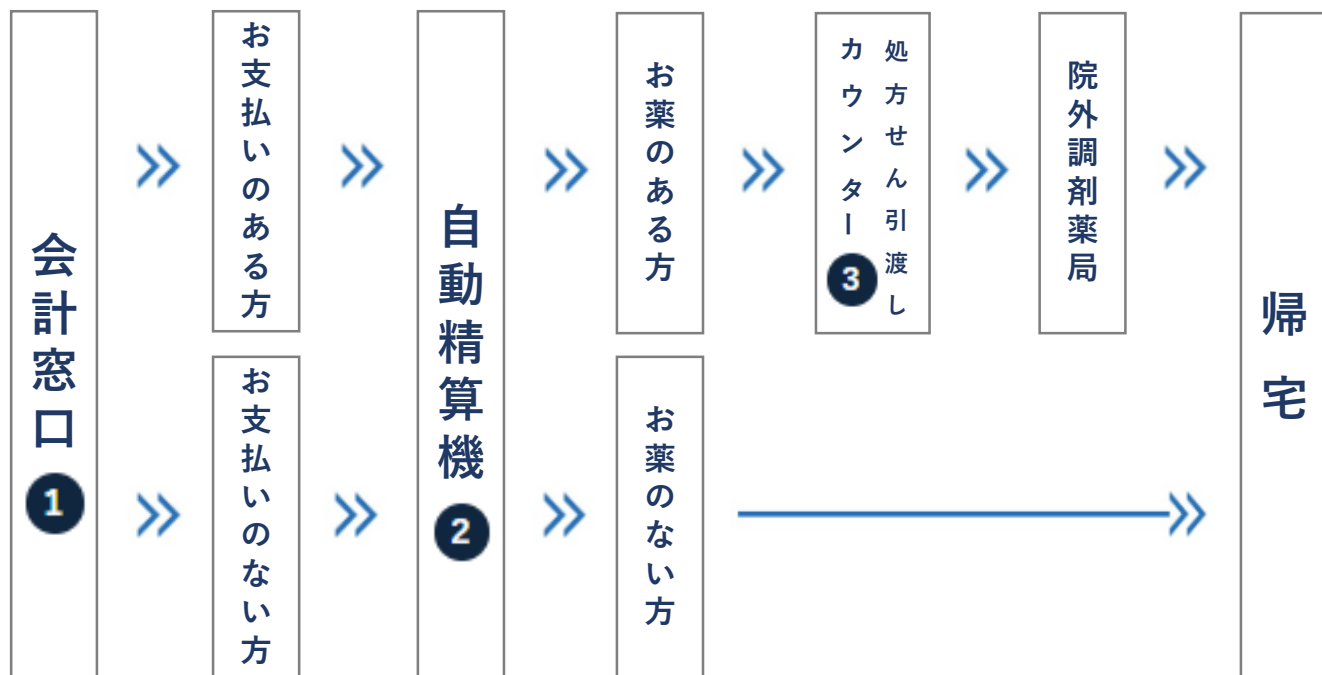 会計窓口
1
お支払いのある方
お支払いのない方
自動精算機
2
お薬のある方
お薬のない方
処方せん引渡し
カウンター
3
院外調剤薬局
帰宅